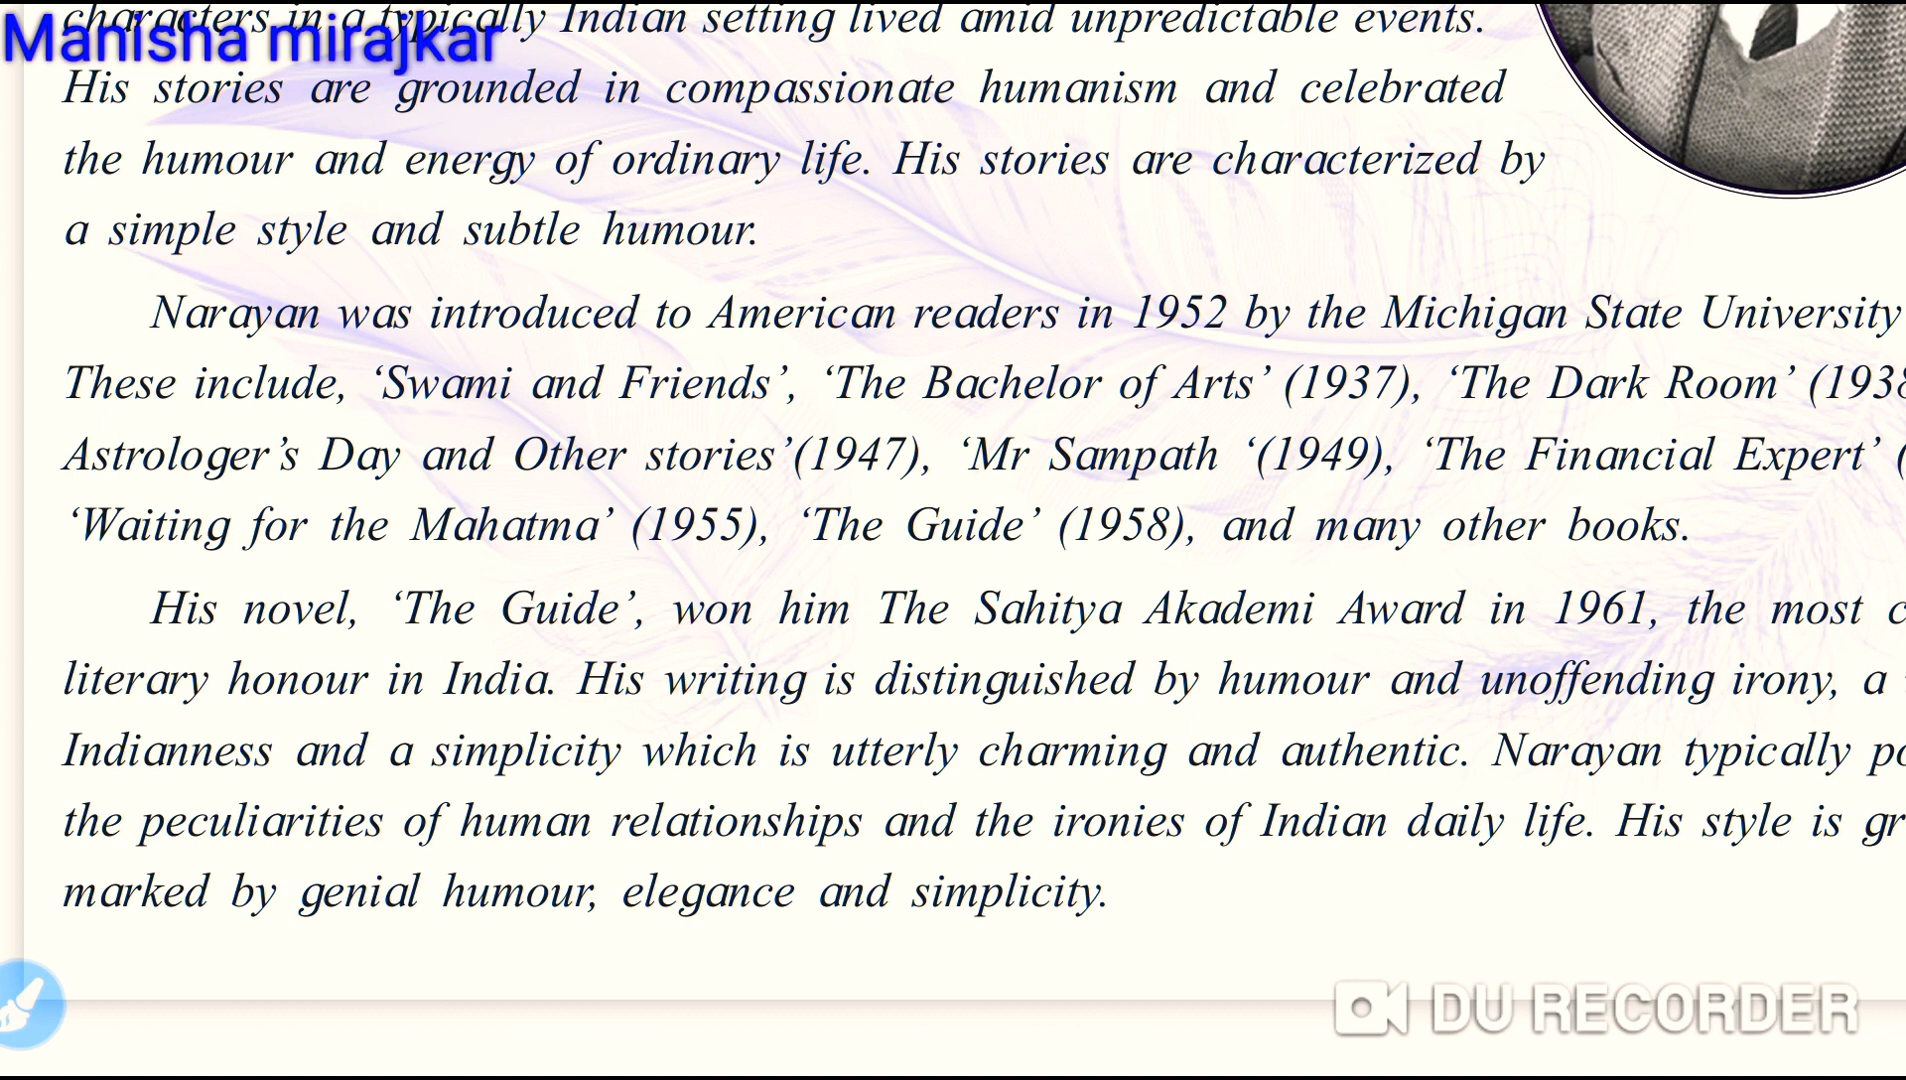 characters in a typically Indian setting lived amid unpredictable events.
Manisha mirajkar
His stories are grounded in compassionate humanism and celebrated
the humour and energy of ordinary life. His stories are characterized by
a simple style and subtle humour.
Narayan was introduced to American readers in 1952 by the Michigan State University
These include, ‘Swami and Friends’, ‘The Bachelor of Arts’ (1937), ‘The Dark Room’ (1938
Astrologer’s Day and Other stories’(1947), ‘Mr Sampath ‘(1949), ‘The Financial Expert’ (
‘Waiting for the Mahatma’ (1955), ‘The Guide’ (1958), and many other books.
His novel, ‘The Guide’, won him The Sahitya Akademi Award in 1961, the most
literary honour in India. His writing is distinguished by humour and unoffending irony, a
Indianness and a simplicity which is utterly charming and authentic. Narayan typically
the peculiarities of human relationships and the ironies of Indian daily life. His style is
marked by genial humour, elegance and simplicity.
DU RECORDER